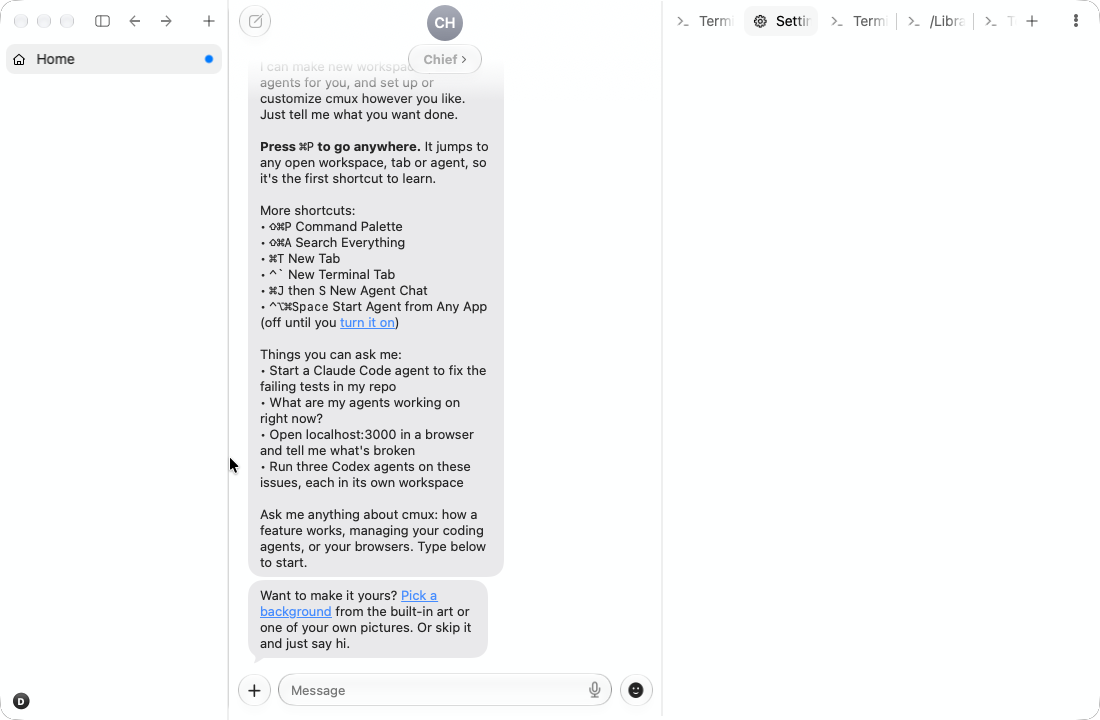 Termi
Settin
Termi
/Libra
T
Home
CH
Chief
I can make new workspac
agents for you, and set up or
customize cmux however you like.
Just tell me what you want done.
Press ⌘P to go anywhere. It jumps to
any open workspace, tab or agent, so
it's the first shortcut to learn.
More shortcuts:
• ⇧⌘P Command Palette
• ⇧⌘A Search Everything
• ⌘T New Tab
• ^` New Terminal Tab
• ⌘J then S New Agent Chat
• ^⌥⌘Space Start Agent from Any App
(off until you turn it on)
Things you can ask me:
• Start a Claude Code agent to fix the
failing tests in my repo
• What are my agents working on
right now?
• Open localhost:3000 in a browser
and tell me what's broken
• Run three Codex agents on these
issues, each in its own workspace
Ask me anything about cmux: how a
feature works, managing your coding
agents, or your browsers. Type below
to start.
Want to make it yours? Pick a
background from the built-in art or
one of your own pictures. Or skip it
and just say hi.
Message
D